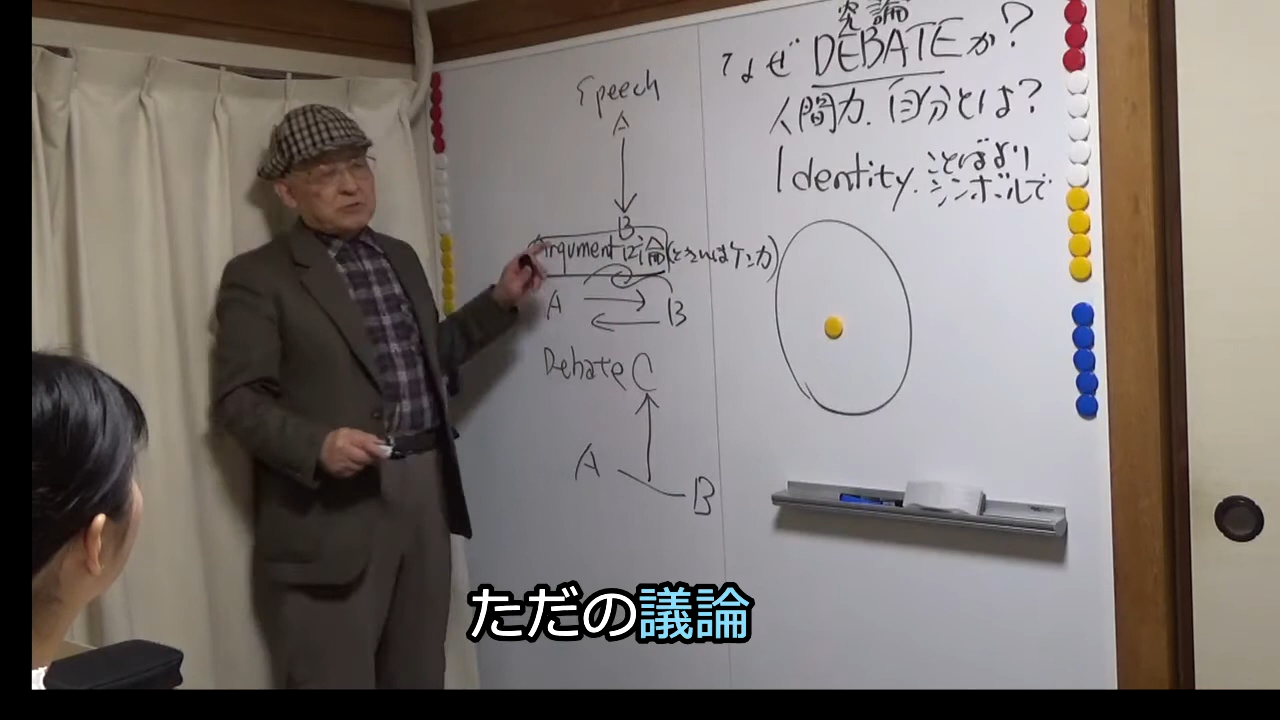 Speech
A
B
Argument 口論(ときにはケンカ)
A
B
Debate C
A
B
究論
なぜ DEBATEか?
人間力. 自分とは?
Identity. ことばより
シンボルで
ただの議論